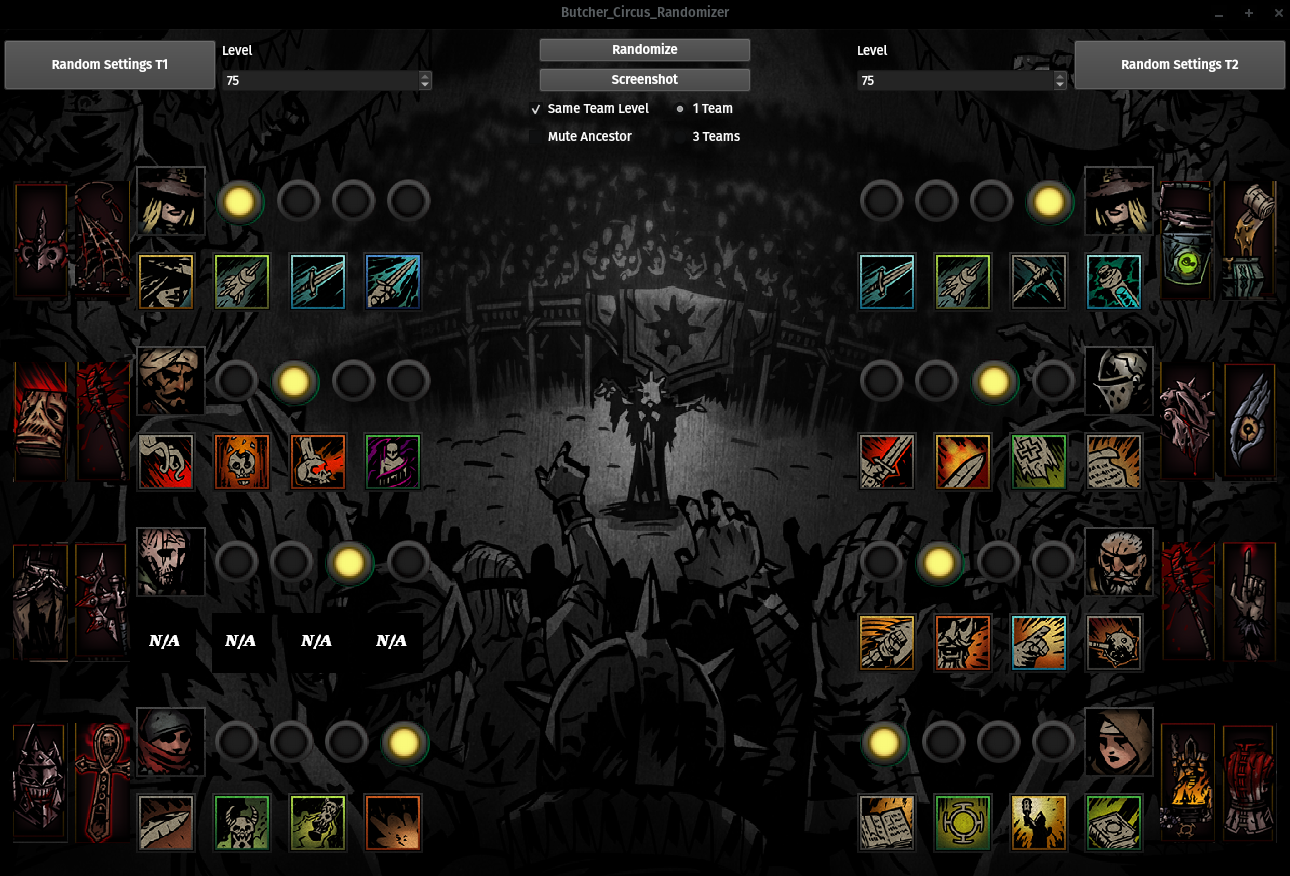 Butcher_Circus_Randomizer
Random Settings T1
Level
75
Randomize
Screenshot
Same Team Level
1 Team
Mute Ancestor
3 Teams
Level
75
Random Settings T2
N/A N/A N/A N/A